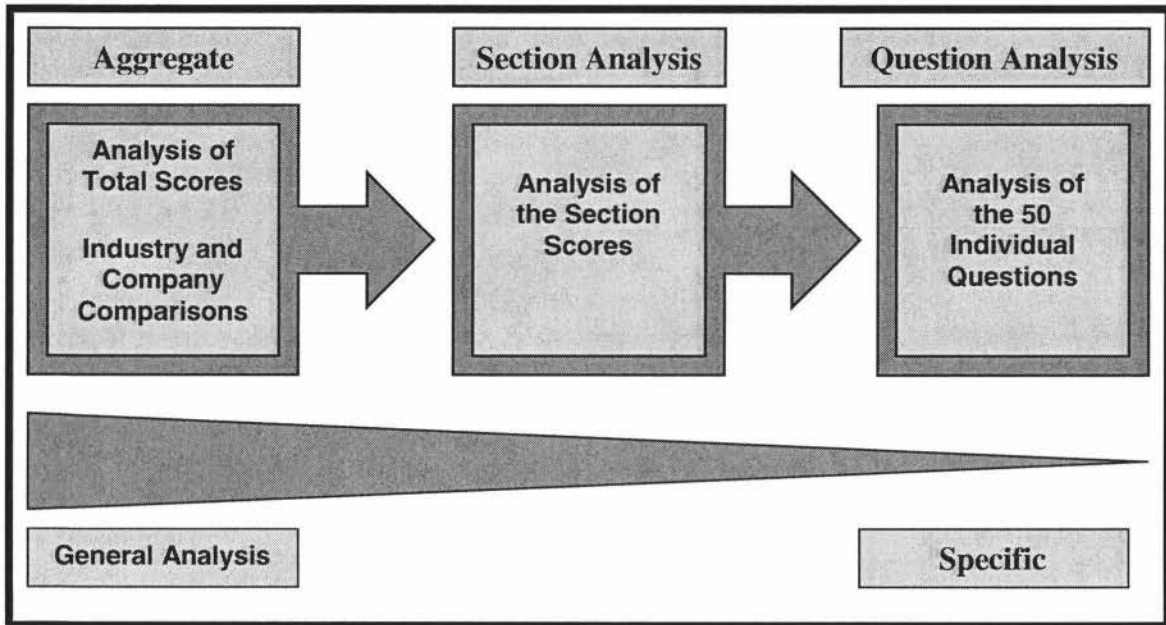 Aggregate
Section Analysis
Question Analysis
Analysis of
Total Scores
Industry and
Company
Comparisons
Analysis of
the Section
Scores
Analysis of
the 50
Individual
Questions
General Analysis
Specific